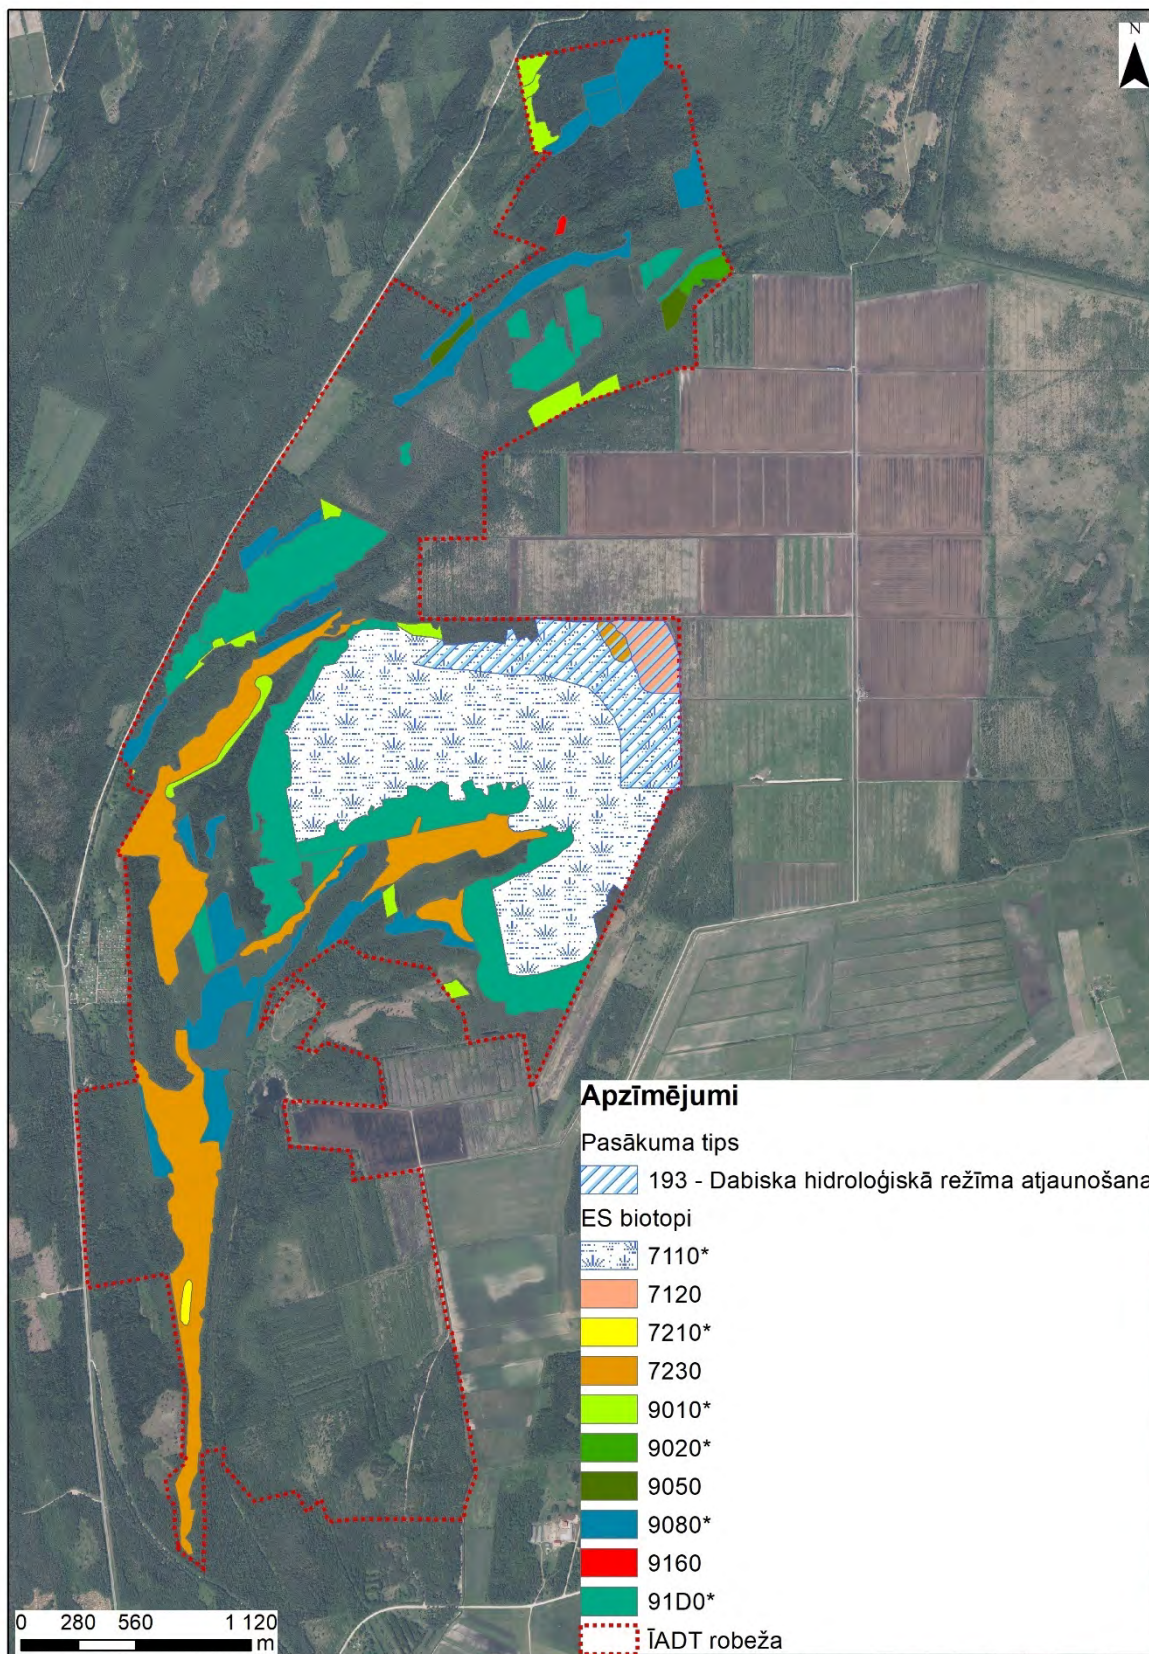 N
Apzīmējumi
Pasākuma tips
193 - Dabiska hidroloģiskā režīma atjaunošana
ES biotopi
7110*
7120
7210*
7230
9010*
9020*
9050
9080*
9160
91D0*
ĪADT robeža
0 280 560 1 120
m